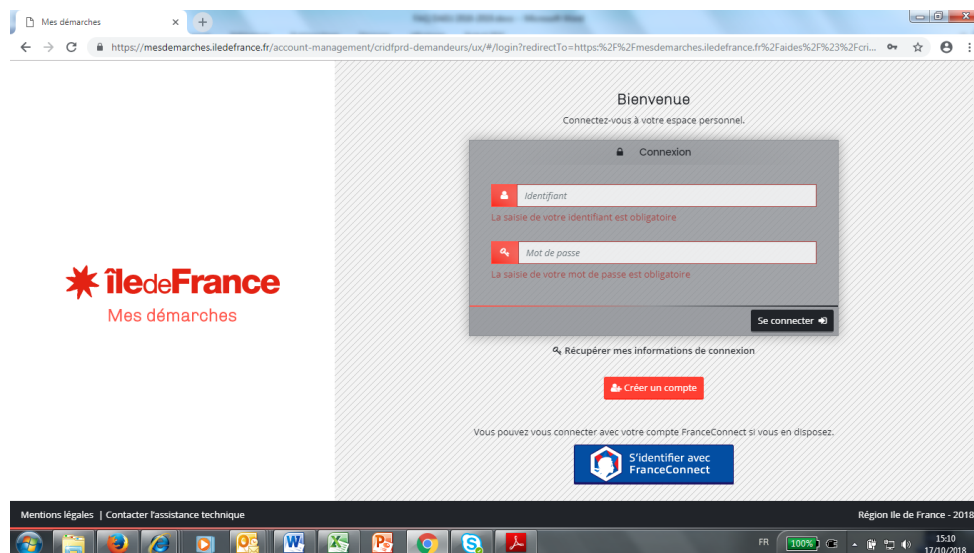 Mes démarches
https://mesdemarches.iledefrance.fr/account-management/cridfprd-demandeurs/ux/#/login?redirectTo=https:%2F%2Fmesdemarches.iledefrance.fr%2Faides%2F%23%2Fcri...
Bienvenue
Connectez-vous à votre espace personnel.
Connexion
Identifiant
La saisie de votre identifiant est obligatoire
Mot de passe
La saisie de votre mot de passe est obligatoire
îledeFrance
Mes démarches
Se connecter
Récupérer mes informations de connexion
Créer un compte
Vous pouvez vous connecter avec votre compte FranceConnect si vous en disposez.
S'identifier avec
FranceConnect
Mentions légales | Contacter l'assistance technique
Région Ile de France - 2018
FR
100%
15:10
17/10/2018